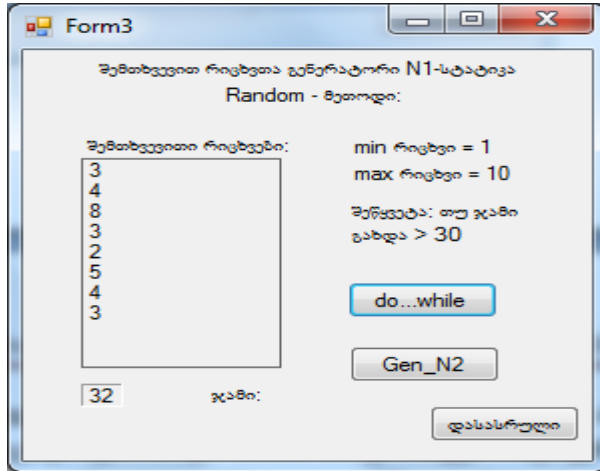 Form3
შემთხვევით რიცხვთა გენერატორი N1-სტატიკა
Random - მეთოდი:
შემთხვევითი რიცხვები:
3
4
8
3
2
5
4
3
32
ჯამი:
min რიცხვი = 1
max რიცხვი = 10
შეწყვეტა: თუ ჯამი
გახდა > 30
do...while
Gen_N2
დასასრული